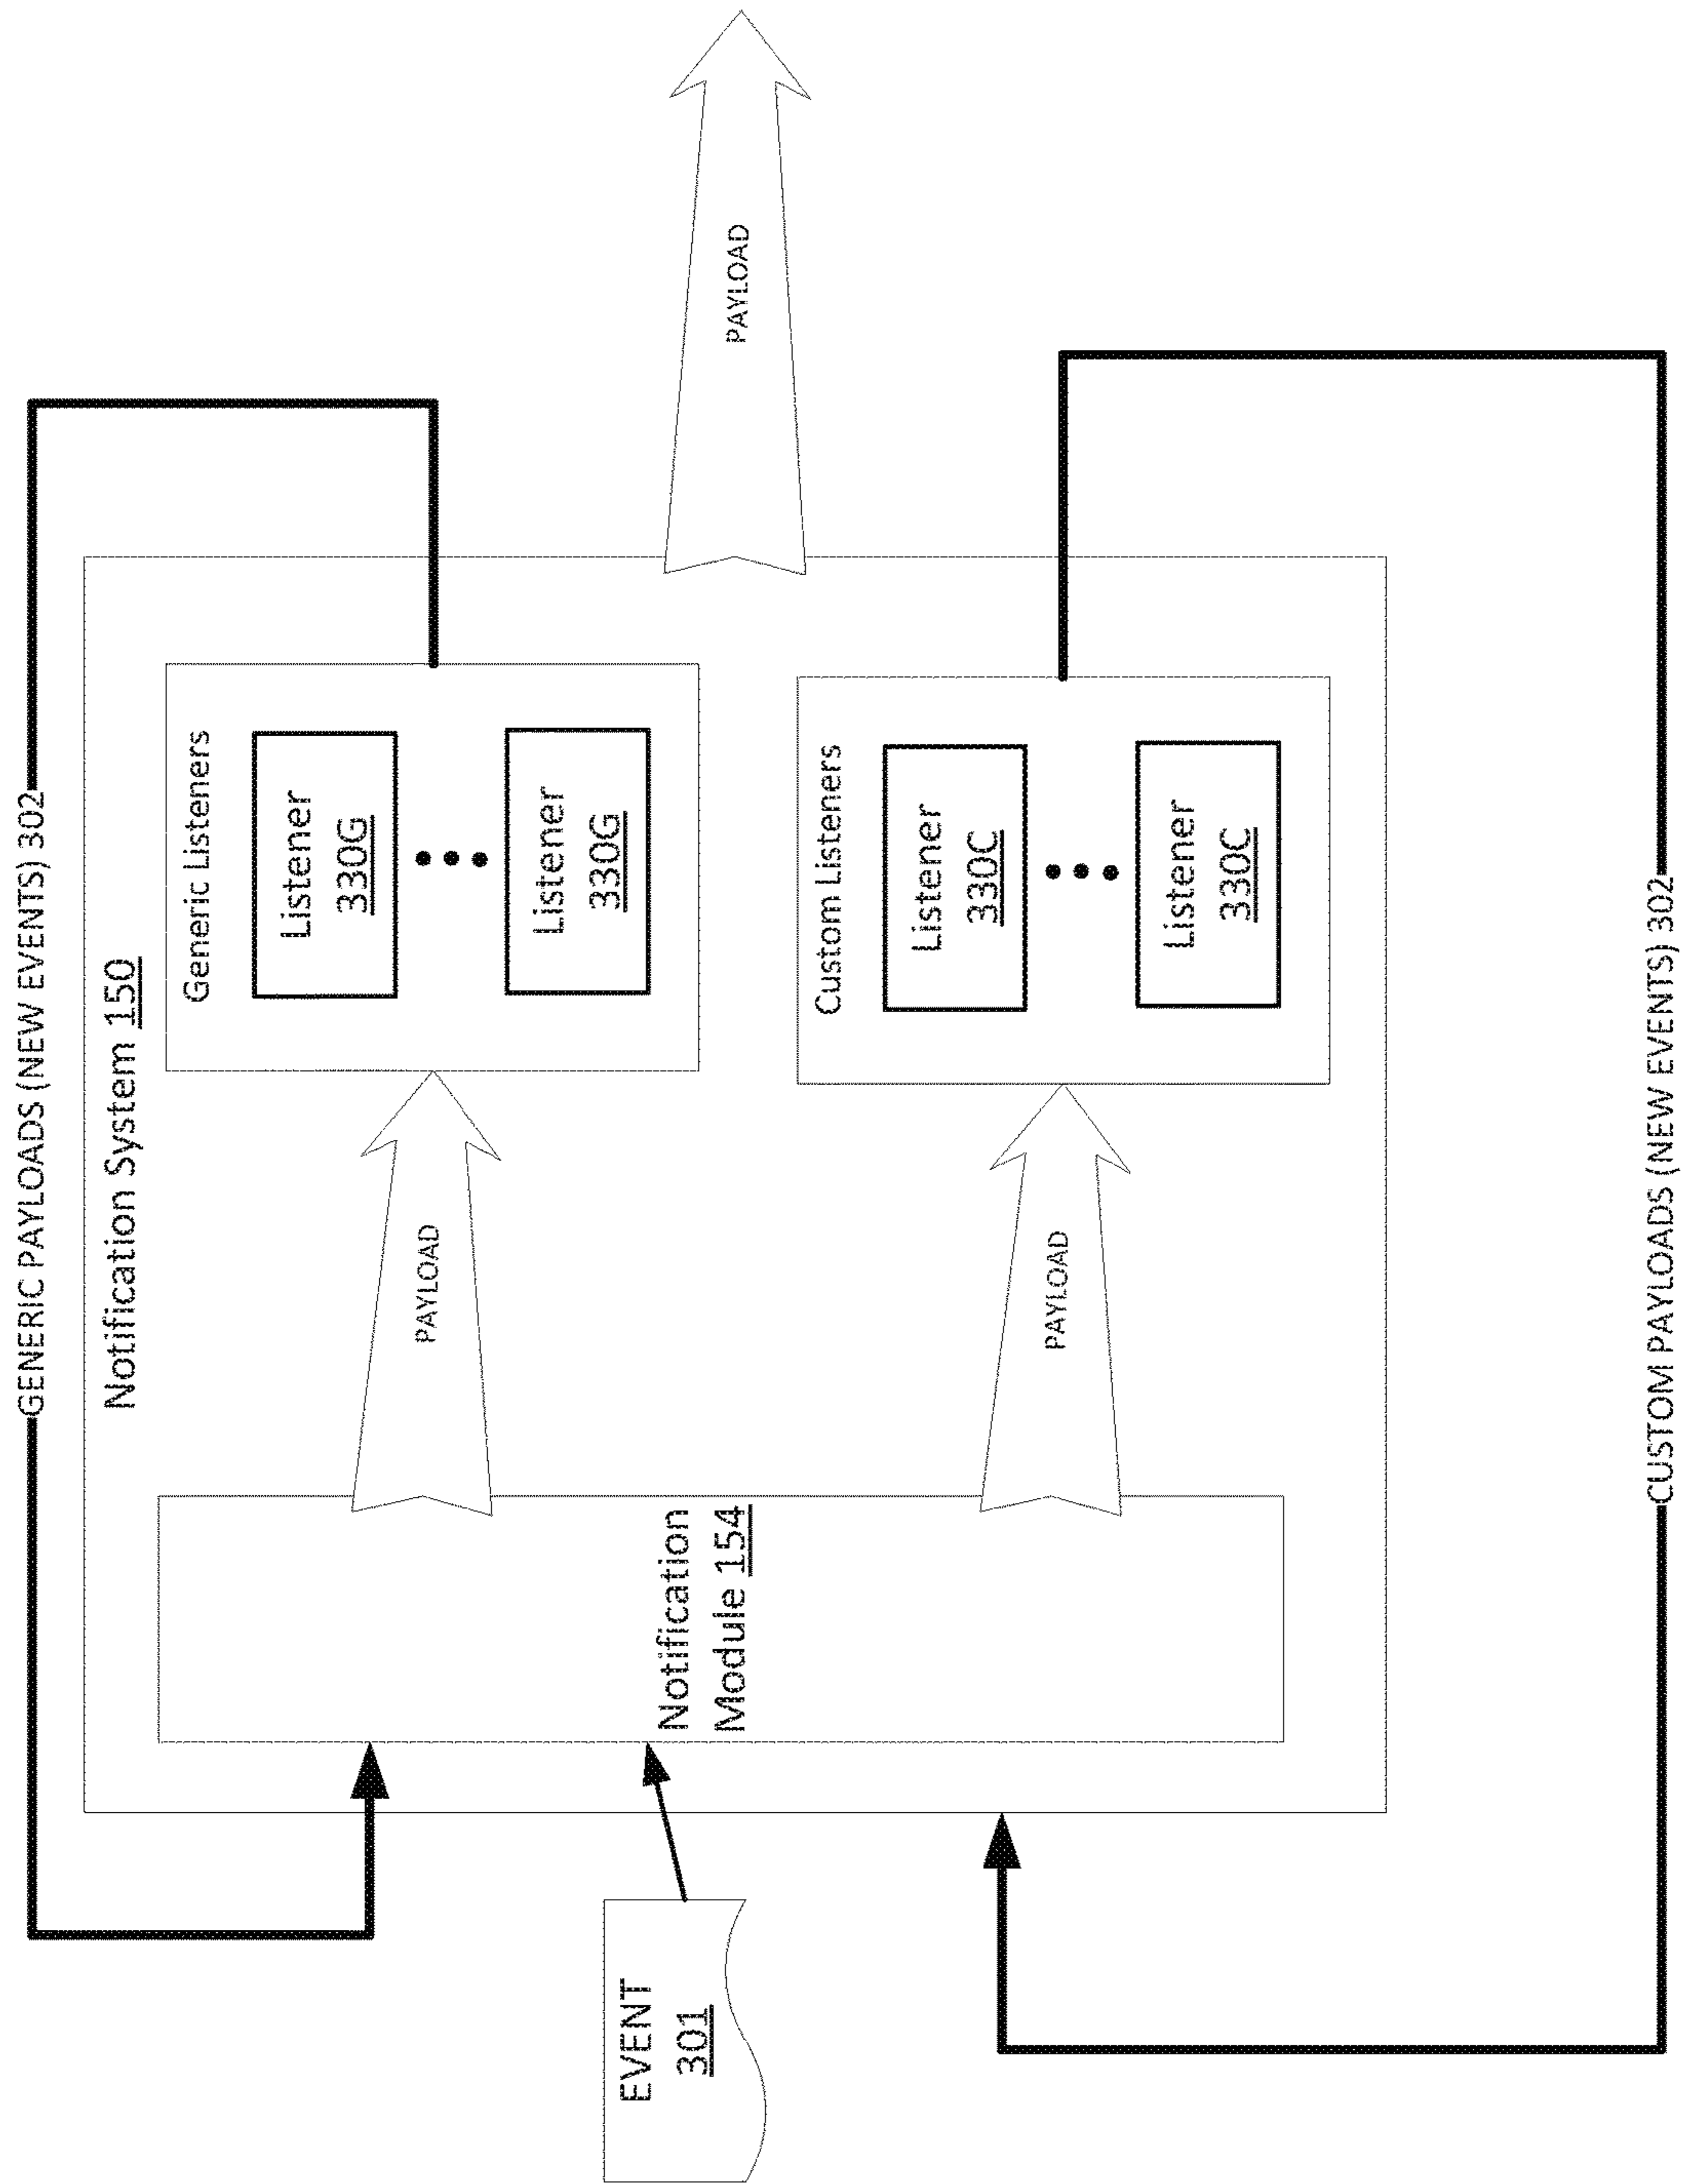 GENERIC PAYLOADS (NEW EVENTS) 302
Notification System 150
Generic Listeners
Listener
330G
Listener
330G
PAYLOAD
PAYLOAD
Notification
Module 154
EVENT
301
Custom Listeners
Listener
330C
Listener
330C
PAYLOAD
CUSTOM PAYLOADS (NEW EVENTS) 302